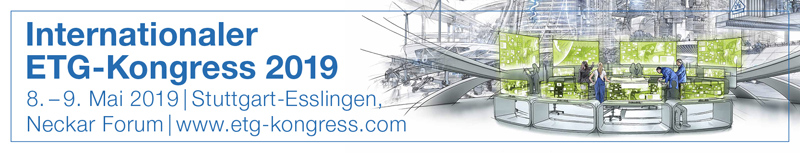 Internationaler
ETG-Kongress 2019
8. – 9. Mai 2019 | Stuttgart-Esslingen,
Neckar Forum | www.etg-kongress.com